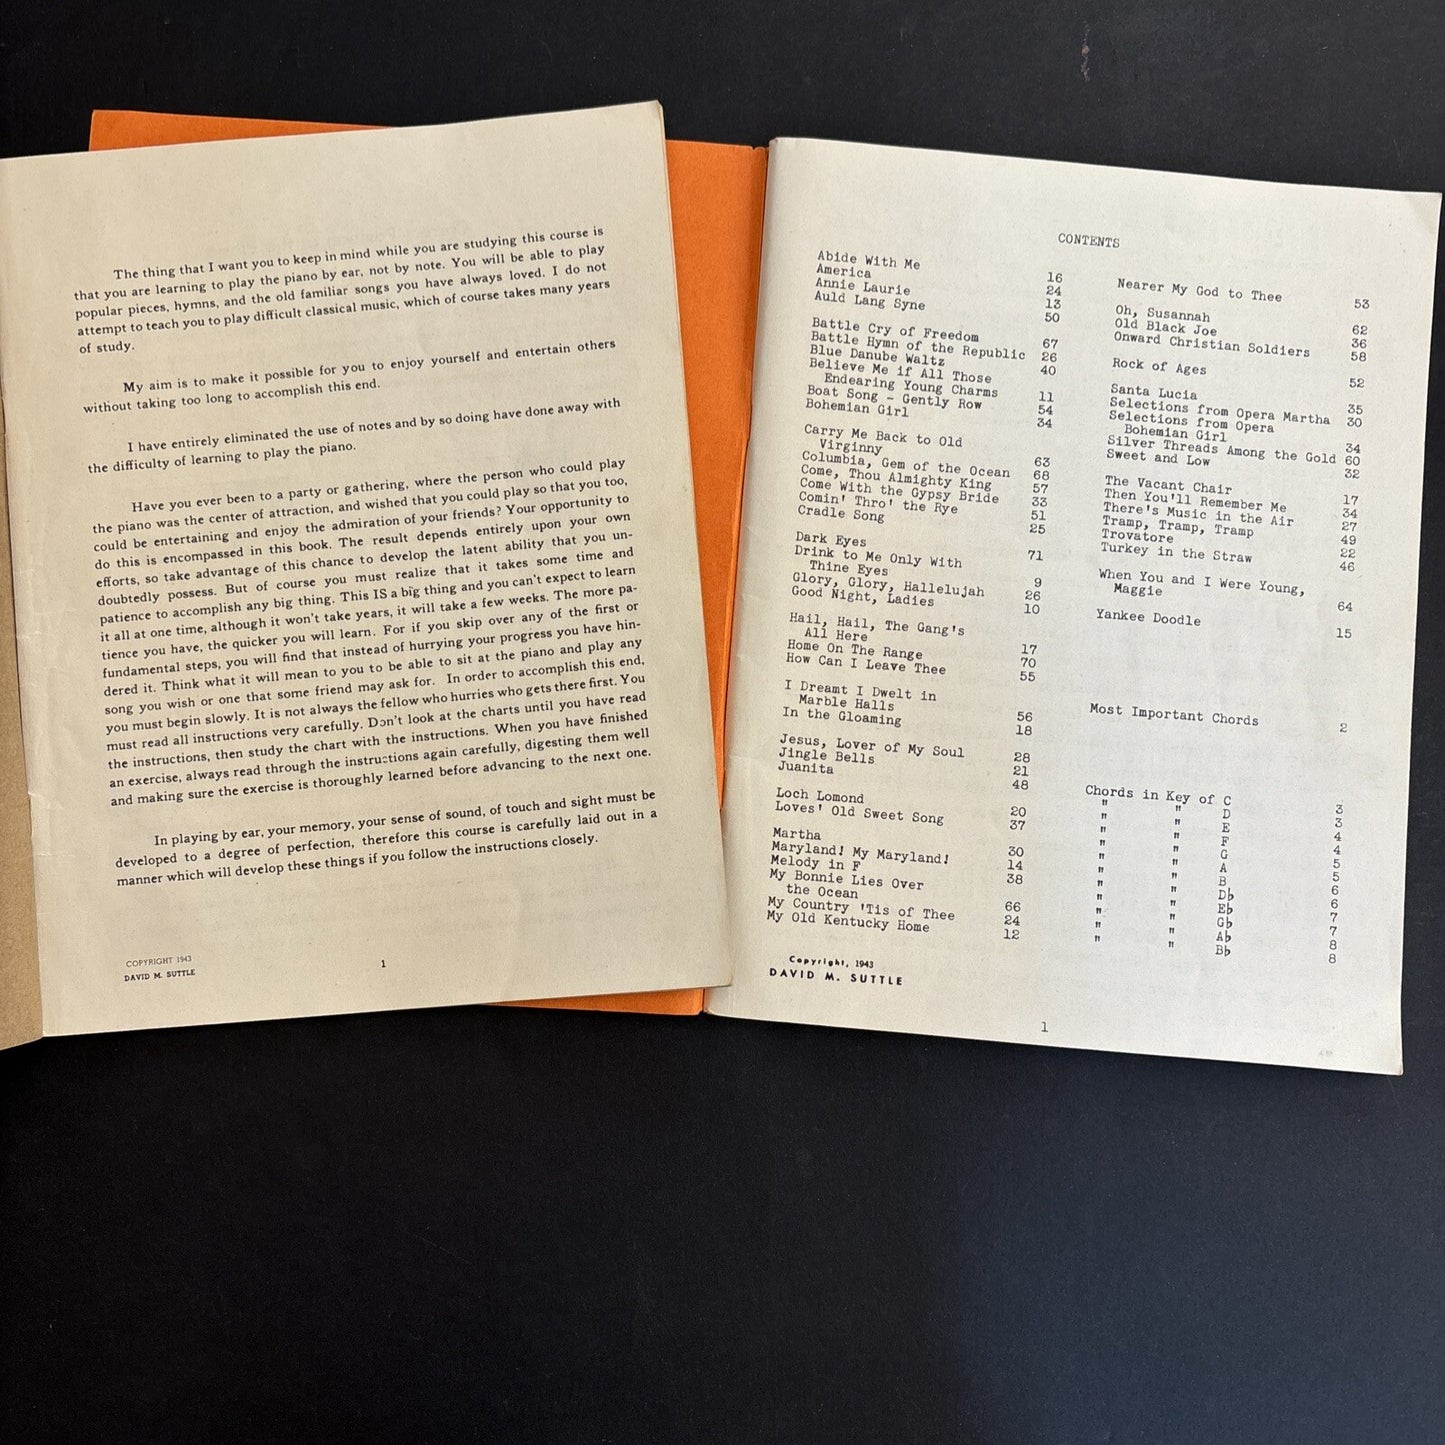 The thing that I want you to keep in mind while you are studying this course is
that you are learning to play the piano by ear, not by note. You will be able to play
popular pieces, hymns, and the old familiar songs you have always loved. I do not
attempt to teach you to play difficult classical music, which of course takes many years
of study.
My aim is to make it possible for you to enjoy yourself and entertain others
without taking too long to accomplish this end.
I have entirely eliminated the use of notes and by so doing have done away with
the difficulty of learning to play the piano.
Have you ever been to a party or gathering, where the person who could play
the piano was the center of attraction, and wished that you could play so that you too,
could be entertaining and enjoy the admiration of your friends? Your opportunity to
do this is encompassed in this book. The result depends entirely upon your own
efforts, so take advantage of this chance to develop the latent ability that you un-
doubtedly possess. But of course you must realize that it takes some time and
patience to accomplish any big thing. This IS a big thing and you can't expect to learn
it all at one time, although it won't take years, it will take a few weeks. The more pa-
tience you have, the quicker you will learn. For if you skip over any of the first or
fundamental steps, you will find that instead of hurrying your progress you have hin-
dered it. Think what it will mean to you to be able to sit at the piano and play any
song you wish or one that some friend may ask for. In order to accomplish this end,
you must begin slowly. It is not always the fellow who hurries who gets there first. You
must read all instructions very carefully. Don't look at the charts until you have read
the instructions, then study the chart with the instructions. When you have finished
an exercise, always read through the instructions again carefully, digesting them well
and making sure the exercise is thoroughly learned before advancing to the next one.
In playing by ear, your memory, your sense of sound, of touch and sight must be
developed to a degree of perfection, therefore this course is carefully laid out in a
manner which will develop these things if you follow the instructions closely.
COPYRIGHT 1943
DAVID M. SUTTLE
1
CONTENTS
Abide With Me 16
America 24
Annie Laurie 13
Auld Lang Syne 50
Battle Cry of Freedom 67
Battle Hymn of the Republic 26
Blue Danube Waltz 40
Believe Me if All Those
Endearing Young Charms 11
Boat Song - Gently Row 54
Bohemian Girl 34
Carry Me Back to Old
Virginny 63
Columbia, Gem of the Ocean 68
Come, Thou Almighty King 57
Come With the Gypsy Bride 33
Comin' Thro' the Rye 51
Cradle Song 25
Dark Eyes 71
Drink to Me Only With
Thine Eyes 9
Glory, Glory, Hallelujah 26
Good Night, Ladies 10
Hail, Hail, The Gang's
All Here 17
Home On The Range 70
How Can I Leave Thee 55
I Dreamt I Dwelt in
Marble Halls 56
In the Gloaming 18
Jesus, Lover of My Soul 28
Jingle Bells 21
Juanita 48
Loch Lomond 20
Loves' Old Sweet Song 37
Martha 30
Maryland! My Maryland! 14
Melody in F 38
My Bonnie Lies Over
the Ocean 66
My Country 'Tis of Thee 24
My Old Kentucky Home 12
Nearer My God to Thee 53
Oh, Susannah 62
Old Black Joe 36
Onward Christian Soldiers 58
Rock of Ages 52
Santa Lucia 35
Selections from Opera Martha 30
Selections from Opera
Bohemian Girl 34
Silver Threads Among the Gold 60
Sweet and Low 32
The Vacant Chair 17
Then You'll Remember Me 34
There's Music in the Air 27
Tramp, Tramp, Tramp 49
Trovatore 22
Turkey in the Straw 46
When You and I Were Young,
Maggie 64
Yankee Doodle 15
Most Important Chords 2
Chords in Key of C 3
" " D 3
" " E 4
" " F 4
" " G 5
" " A 5
" " B 6
" " D♭ 6
" " E♭ 7
" " G♭ 7
" " A♭ 8
" " B♭ 8
Copyright, 1943
DAVID M. SUTTLE
1